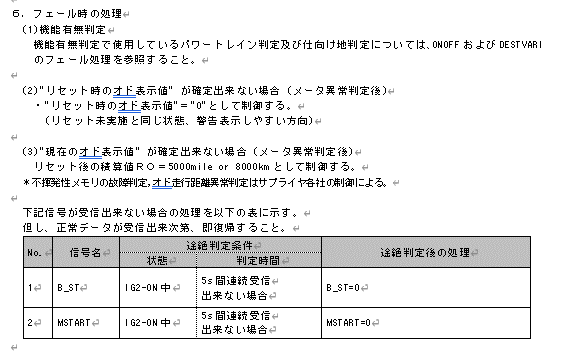 ６．フェール時の処理
(1)機能有無判定
機能有無判定で使用しているパワートレイン判定及び仕向け地判定については、ONOFF および DESTVARI
のフェール処理を参照すること。
(2)"リセット時のオド表示値" が確定出来ない場合（メータ異常判定後）
・"リセット時のオド表示値"="0"として制御する。
（リセット未実施と同じ状態、警告表示しやすい方向）
(3)"現在のオド表示値" が確定出来ない場合（メータ異常判定後）
リセット後の積算値ＲＯ＝5000mile or 8000km として制御する。
＊不揮発性メモリの故障判定,オド走行距離異常判定はサプライヤ各社の制御による。
下記信号が受信出来ない場合の処理を以下の表に示す。
但し、正常データが受信出来次第、即復帰すること。
No. 信号名 途絶判定条件 途絶判定後の処理
状態 判定時間
1 B_ST IG2-ON 中 5s 間連続受信出来ない場合 B_ST=0
2 MSTART IG2-ON 中 5s 間連続受信出来ない場合 MSTART=0